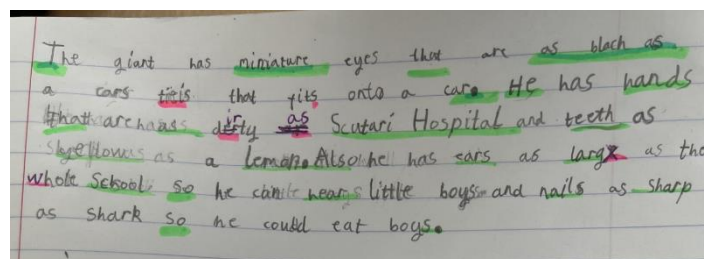 The giant has miniature eyes that are as black as
a cars that fits onto a car. He has hands
that are as dirty as Scutari Hospital and teeth as
yellow as a lemon. Also he has ears as large as the
whole School so he can hear little boys and nails as sharp
as shark so he could eat boys.